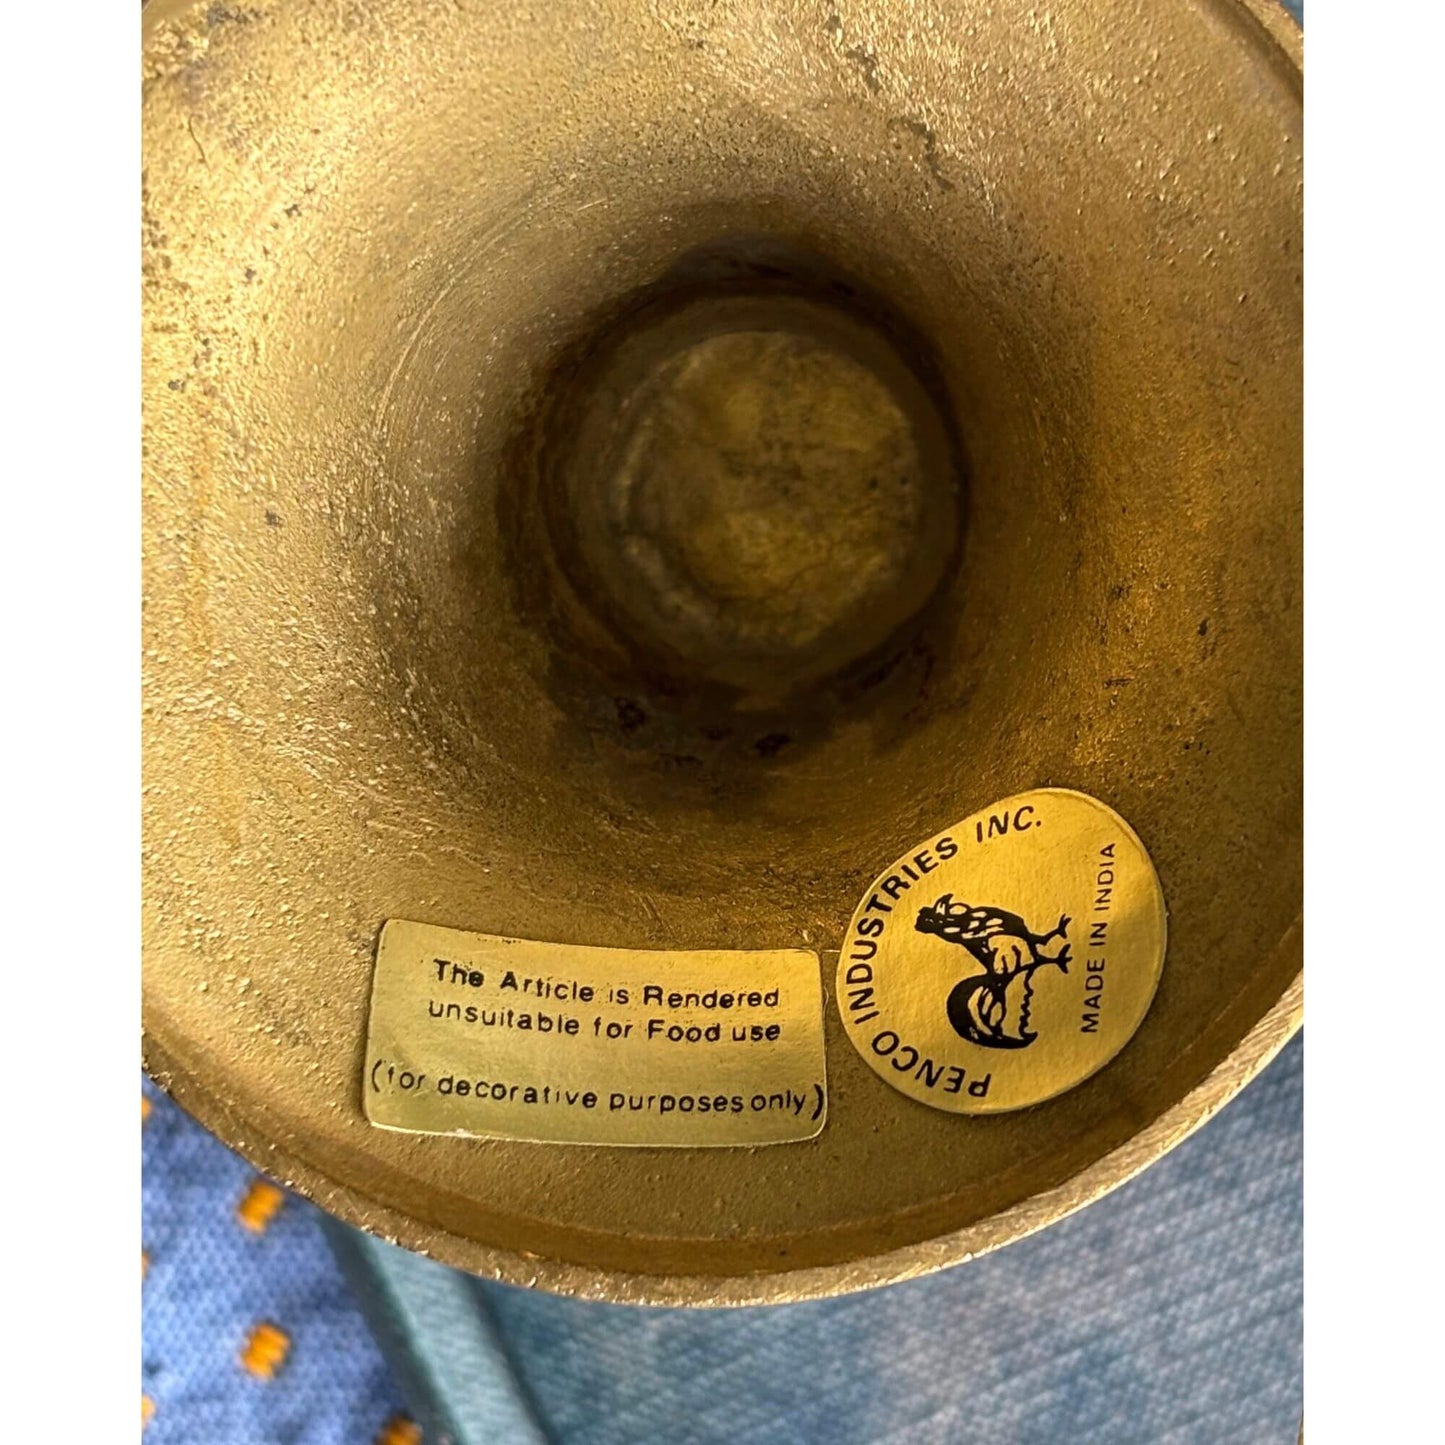 The Article is Rendered
unsuitable for Food use
(for decorative purposes only)
PENCO INDUSTRIES INC.
MADE IN INDIA